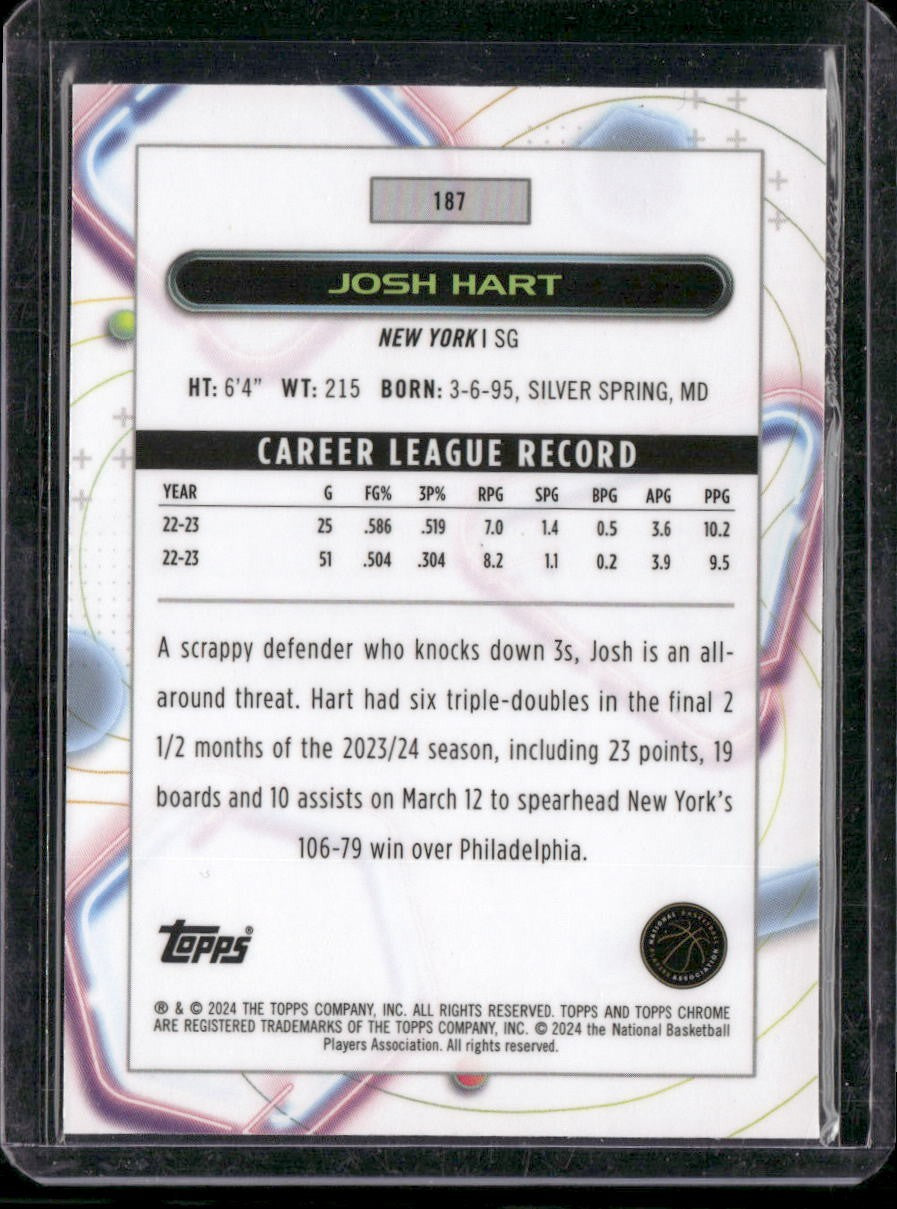 187
JOSH HART
NEW YORK | SG
HT: 6'4" WT: 215 BORN: 3-6-95, SILVER SPRING, MD
CAREER LEAGUE RECORD
YEAR G FG% 3P% RPG SPG BPG APG PPG
22-23 25 .586 .519 7.0 1.4 0.5 3.6 10.2
22-23 51 .504 .304 8.2 1.1 0.2 3.9 9.5
A scrappy defender who knocks down 3s, Josh is an all-
around threat. Hart had six triple-doubles in the final 2
1/2 months of the 2023/24 season, including 23 points, 19
boards and 10 assists on March 12 to spearhead New York's
106-79 win over Philadelphia.
Topps®
NATIONAL BASKETBALL PLAYERS ASSOCIATION
® & © 2024 THE TOPPS COMPANY, INC. ALL RIGHTS RESERVED. TOPPS AND TOPPS CHROME
ARE REGISTERED TRADEMARKS OF THE TOPPS COMPANY, INC. © 2024 the National Basketball
Players Association. All rights reserved.